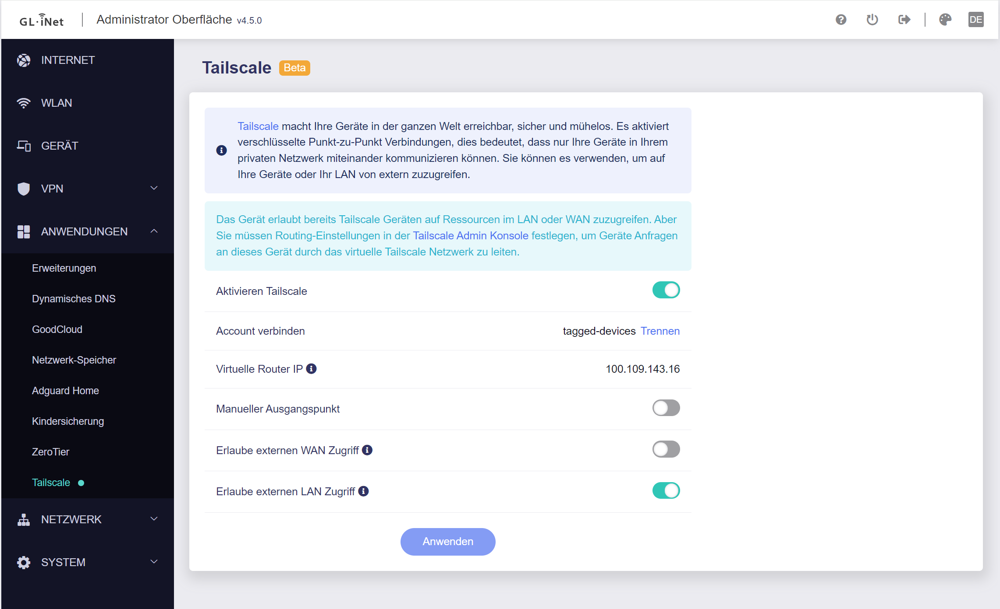 GL·iNet
Administrator Oberfläche v4.5.0
DE
INTERNET
WLAN
GERÄT
VPN
ANWENDUNGEN
Erweiterungen
Dynamisches DNS
GoodCloud
Netzwerk-Speicher
Adguard Home
Kindersicherung
ZeroTier
Tailscale
NETZWERK
SYSTEM
Tailscale Beta
Tailscale macht Ihre Geräte in der ganzen Welt erreichbar, sicher und mühelos. Es aktiviert
verschlüsselte Punkt-zu-Punkt Verbindungen, dies bedeutet, dass nur Ihre Geräte in Ihrem
privaten Netzwerk miteinander kommunizieren können. Sie können es verwenden, um auf
Ihre Geräte oder Ihr LAN von extern zuzugreifen.
Das Gerät erlaubt bereits Tailscale Geräten auf Ressourcen im LAN oder WAN zuzugreifen. Aber
Sie müssen Routing-Einstellungen in der Tailscale Admin Konsole festlegen, um Geräte Anfragen
an dieses Gerät durch das virtuelle Tailscale Netzwerk zu leiten.
Aktivieren Tailscale
Account verbinden tagged-devices Trennen
Virtuelle Router IP 100.109.143.16
Manueller Ausgangspunkt
Erlaube externen WAN Zugriff
Erlaube externen LAN Zugriff
Anwenden